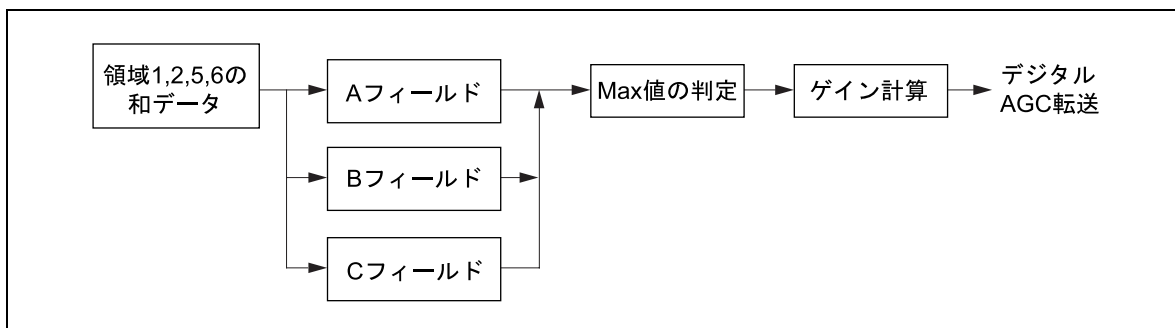 領域1,2,5,6の
和データ
Aフィールド
Bフィールド
Cフィールド
Max値の判定
ゲイン計算
デジタル
AGC転送